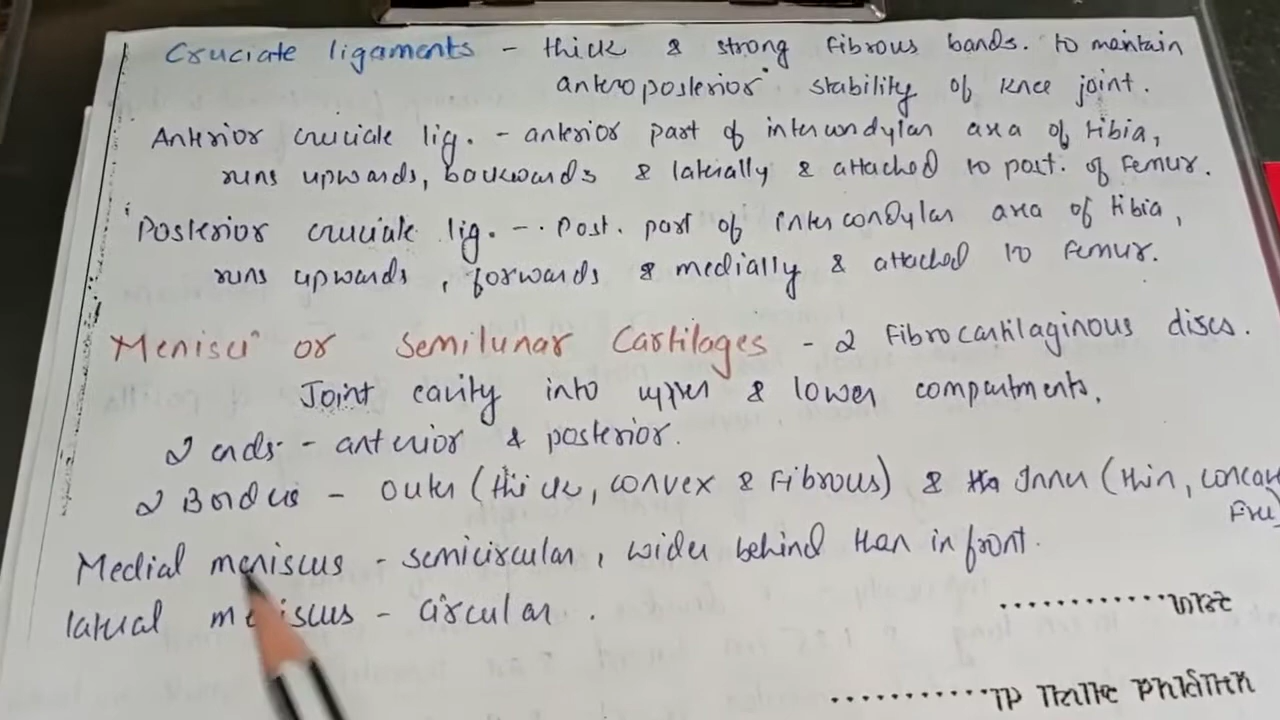 Cruciate ligaments - thick & strong fibrous bands. to maintain
anteroposterior stability of knee joint.
Anterior cruciate lig. - anterior part of intercondylar area of tibia,
runs upwards, backwards & laterally & attached to post. of femur.
Posterior cruciate lig. - Post. part of intercondylar area of tibia,
runs upwards, forwards & medially & attached to femur.
Menisci or Semilunar Cartilages - 2 fibrocartilaginous discs.
Joint cavity into upper & lower compartments.
2 ends - anterior & posterior.
2 Borders - Outer (thick, convex & fibrous) & Inner (thin,
Medial meniscus - semicircular, wider behind than in front.
lateral meniscus - circular.